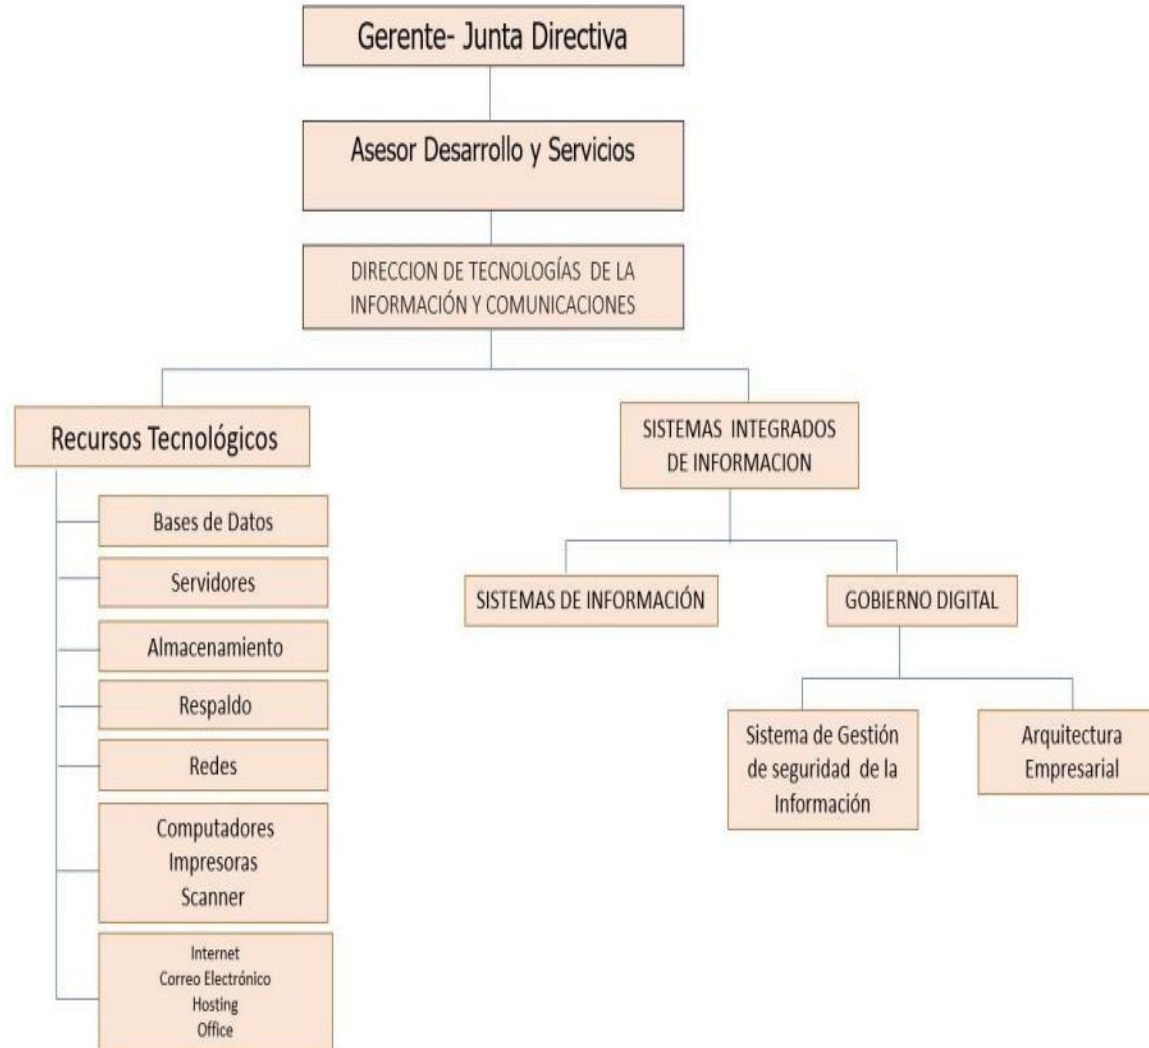 Gerente- Junta Directiva
Asesor Desarrollo y Servicios
DIRECCION DE TECNOLOGÍAS DE LA
INFORMACIÓN Y COMUNICACIONES
Recursos Tecnológicos
Bases de Datos
Servidores
Almacenamiento
Respaldo
Redes
Computadores
Impresoras
Scanner
Internet
Correo Electrónico
Hosting
Office
SISTEMAS INTEGRADOS
DE INFORMACION
SISTEMAS DE INFORMACIÓN
GOBIERNO DIGITAL
Sistema de Gestión
de seguridad de la
Información
Arquitectura
Empresarial